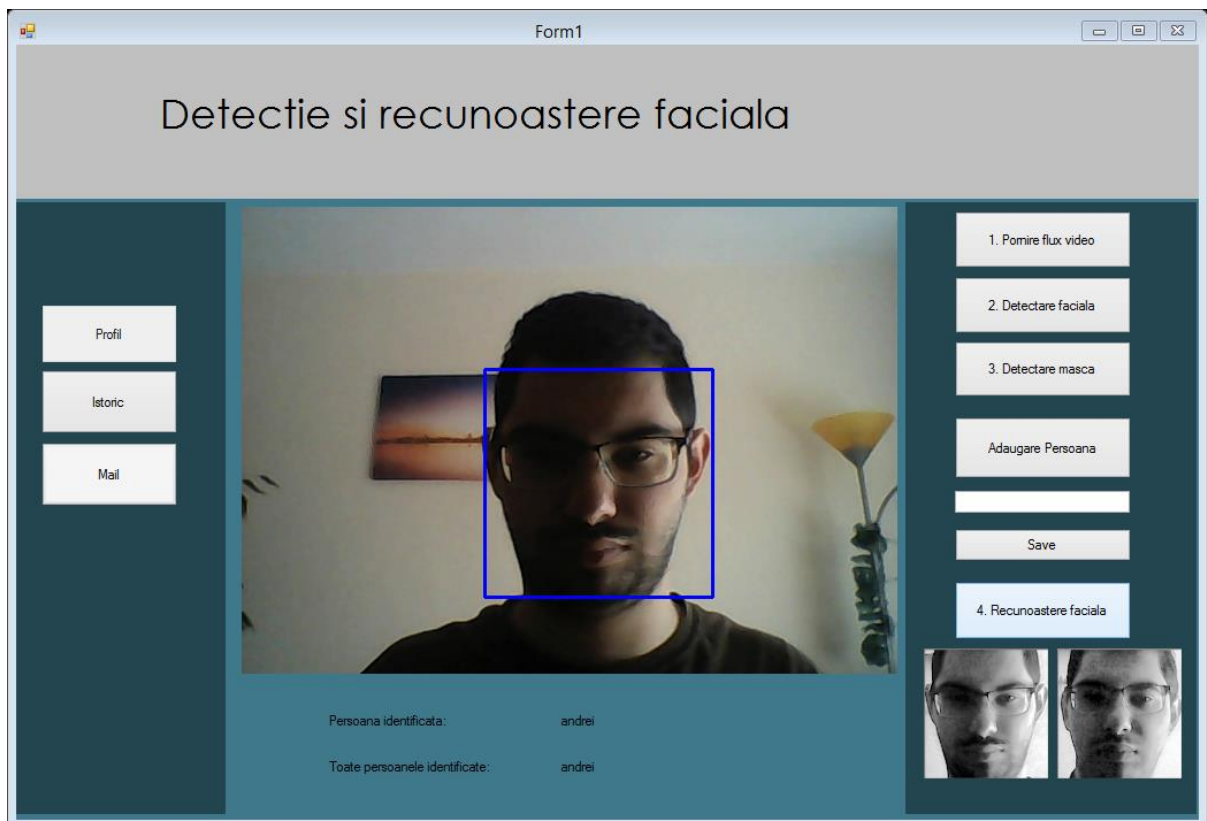 Form1
Detectie si recunoastere faciala
Profil
Istoric
Mail
1. Pornire flux video
2. Detectare faciala
3. Detectare masca
Adaugare Persoana
Save
4. Recunoastere faciala
Persoana identificata: andrei
Toate persoanele identificate: andrei